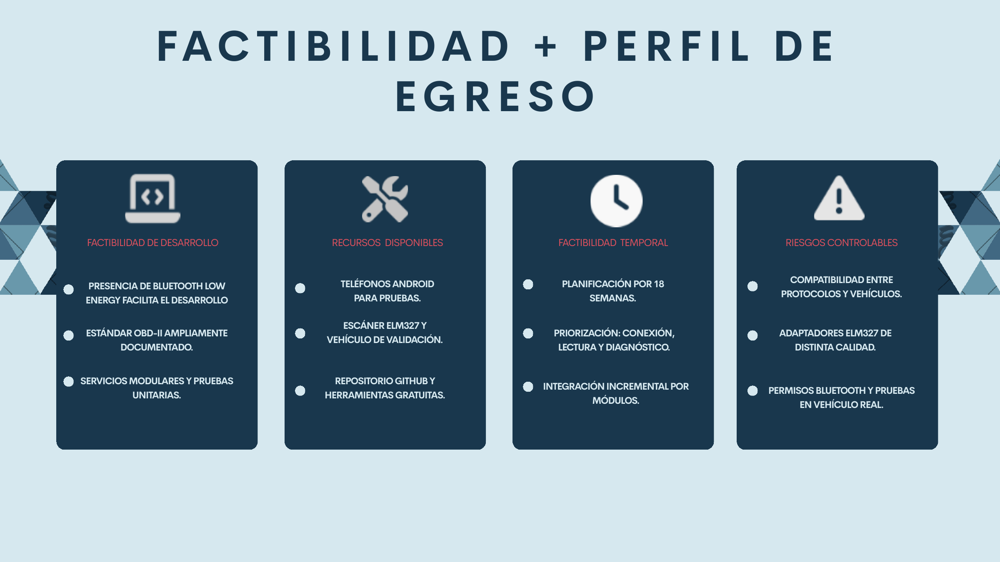 FACTIBILIDAD + PERFIL DE
EGRESO
FACTIBILIDAD DE DESARROLLO
PRESENCIA DE BLUETOOTH LOW
ENERGY FACILITA EL DESARROLLO
ESTÁNDAR OBD-II AMPLIAMENTE
DOCUMENTADO.
SERVICIOS MODULARES Y PRUEBAS
UNITARIAS.
RECURSOS DISPONIBLES
TELÉFONOS ANDROID
PARA PRUEBAS.
ESCÁNER ELM327 Y
VEHÍCULO DE VALIDACIÓN.
REPOSITORIO GITHUB Y
HERRAMIENTAS GRATUITAS.
FACTIBILIDAD TEMPORAL
PLANIFICACIÓN POR 18
SEMANAS.
PRIORIZACIÓN: CONEXIÓN,
LECTURA Y DIAGNÓSTICO.
INTEGRACIÓN INCREMENTAL POR
MÓDULOS.
RIESGOS CONTROLABLES
COMPATIBILIDAD ENTRE
PROTOCOLOS Y VEHÍCULOS.
ADAPTADORES ELM327 DE
DISTINTA CALIDAD.
PERMISOS BLUETOOTH Y PRUEBAS
EN VEHÍCULO REAL.